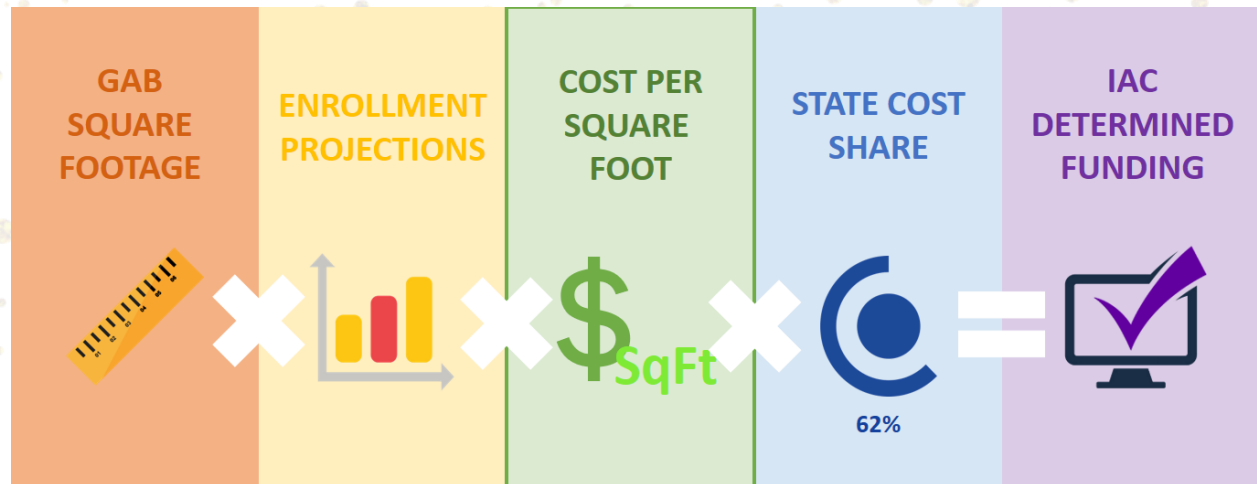 GAB
SQUARE
FOOTAGE
ENROLLMENT
PROJECTIONS
COST PER
SQUARE
FOOT
STATE COST
SHARE
IAC
DETERMINED
FUNDING
$
SqFt
62%